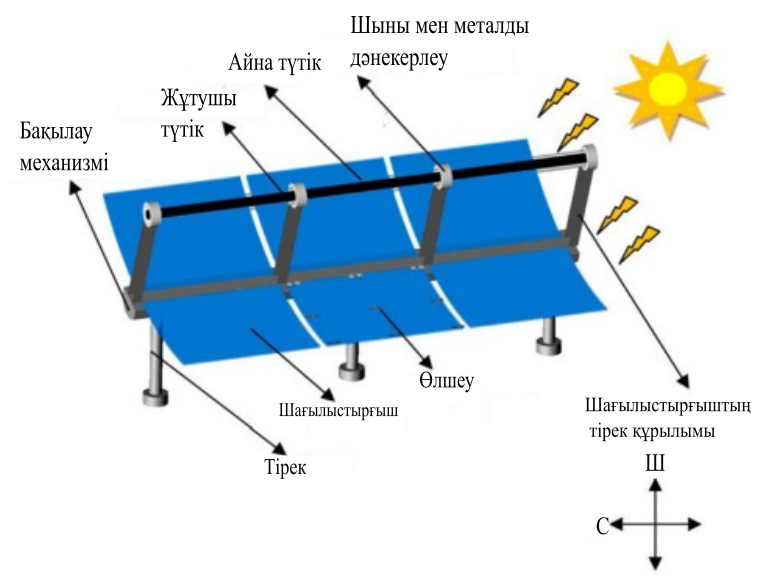 Шыны мен металды
дәнекерлеу
Айна түтік
Жұтушы
түтік
Бақылау
механизмі
Өлшеу
Шағылыстырғыш
Шағылыстырғыштың
тірек құрылымы
Тірек
Ш
С